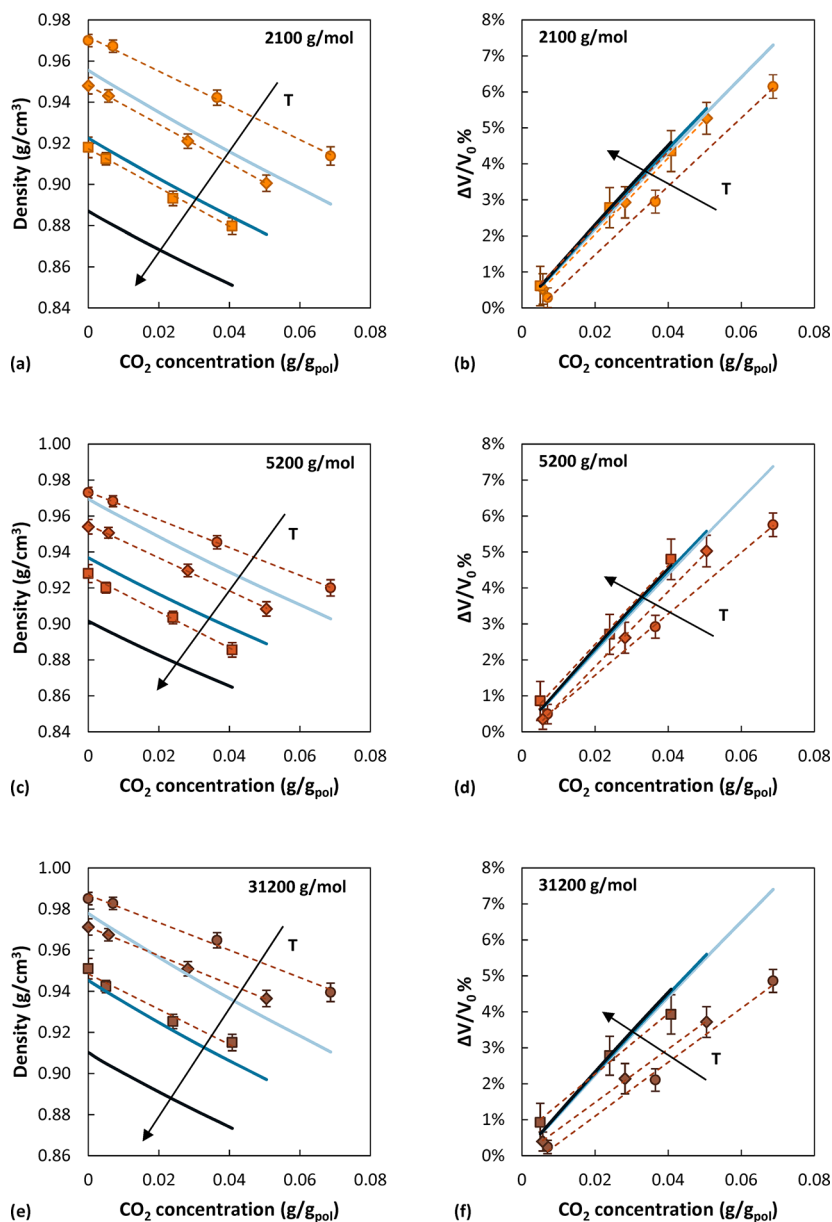 2100 g/mol
0.98
0.96
0.94
0.92
0.90
0.88
0.86
0.84
Density (g/cm³)
T
0 0.02 0.04 0.06 0.08
CO₂ concentration (g/gpol)
(a)
2100 g/mol
8%
7%
6%
5%
4%
3%
2%
1%
0%
ΔV/V₀ %
T
0 0.02 0.04 0.06 0.08
CO₂ concentration (g/gpol)
(b)
5200 g/mol
1.00
0.98
0.96
0.94
0.92
0.90
0.88
0.86
0.84
Density (g/cm³)
T
0 0.02 0.04 0.06 0.08
CO₂ concentration (g/gpol)
(c)
5200 g/mol
8%
7%
6%
5%
4%
3%
2%
1%
0%
ΔV/V₀ %
T
0 0.02 0.04 0.06 0.08
CO₂ concentration (g/gpol)
(d)
31200 g/mol
1.00
0.98
0.96
0.94
0.92
0.90
0.88
0.86
Density (g/cm³)
T
0 0.02 0.04 0.06 0.08
CO₂ concentration (g/gpol)
(e)
31200 g/mol
8%
7%
6%
5%
4%
3%
2%
1%
0%
ΔV/V₀ %
T
0 0.02 0.04 0.06 0.08
CO₂ concentration (g/gpol)
(f)